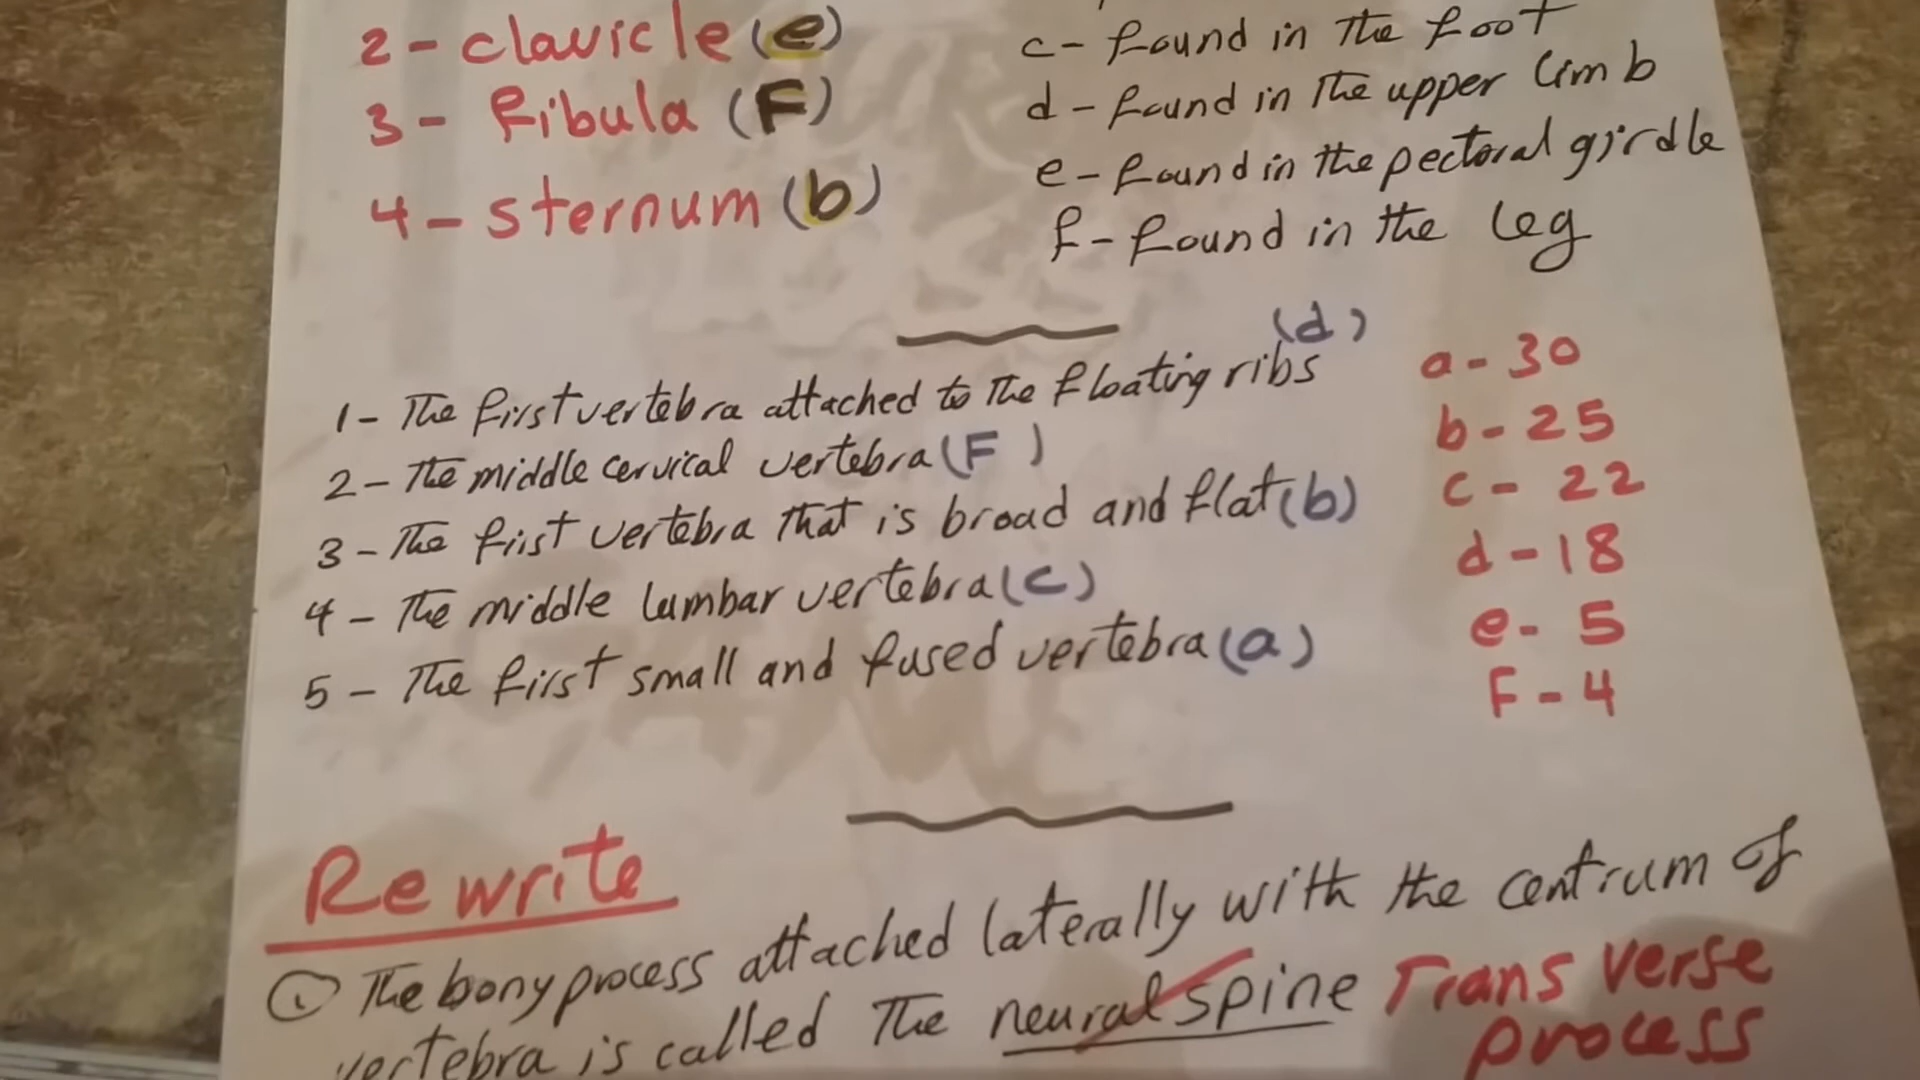 2 - clavicle (e)
3 - fibula (F)
4 - sternum (b)
c - found in the foot
d - found in the upper limb
e - found in the pectoral girdle
f - found in the leg
1 - The first vertebra attached to the floating ribs (d)
2 - The middle cervical vertebra (F)
3 - The first vertebra that is broad and flat (b)
4 - The middle lumbar vertebra (c)
5 - The first small and fused vertebra (a)
a - 30
b - 25
c - 22
d - 18
e - 5
F - 4
Rewrite
1 The bony process attached laterally with the centrum of
vertebra is called The neural spine Trans verse
process